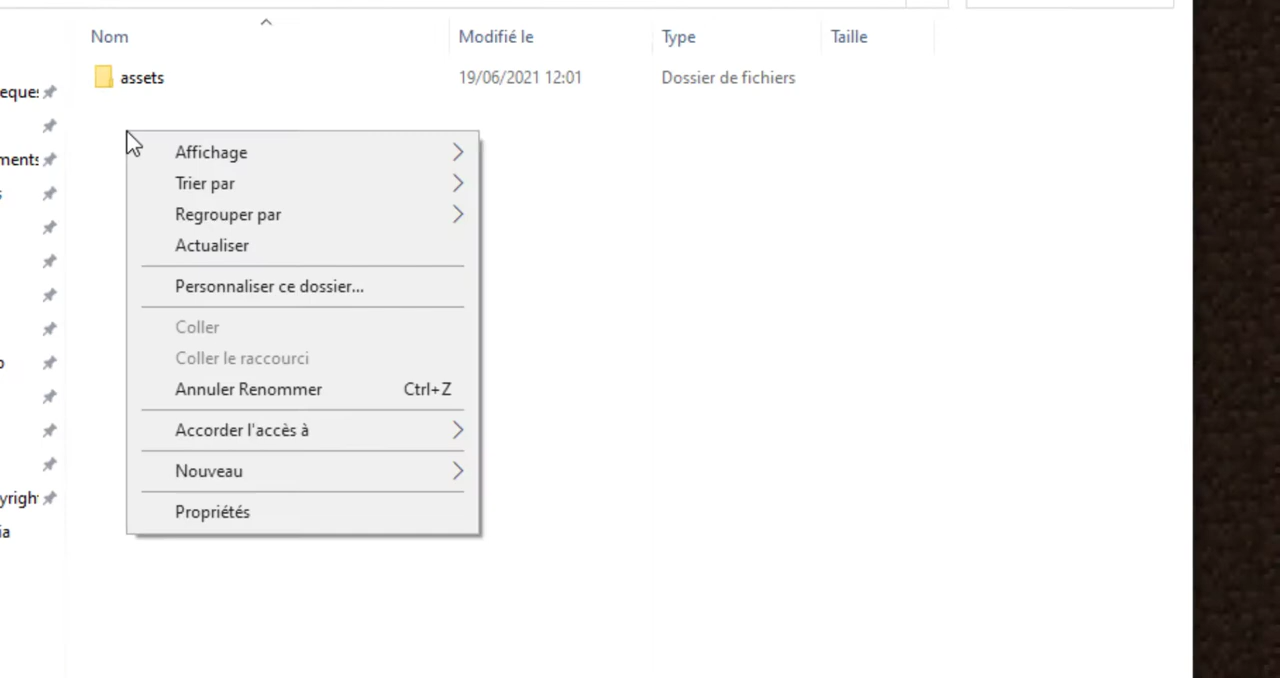 Nom Modifié le Type Taille
assets 19/06/2021 12:01 Dossier de fichiers
Affichage
Trier par
Regrouper par
Actualiser
Personnaliser ce dossier...
Coller
Coller le raccourci
Annuler Renommer Ctrl+Z
Accorder l'accès à
Nouveau
Propriétés